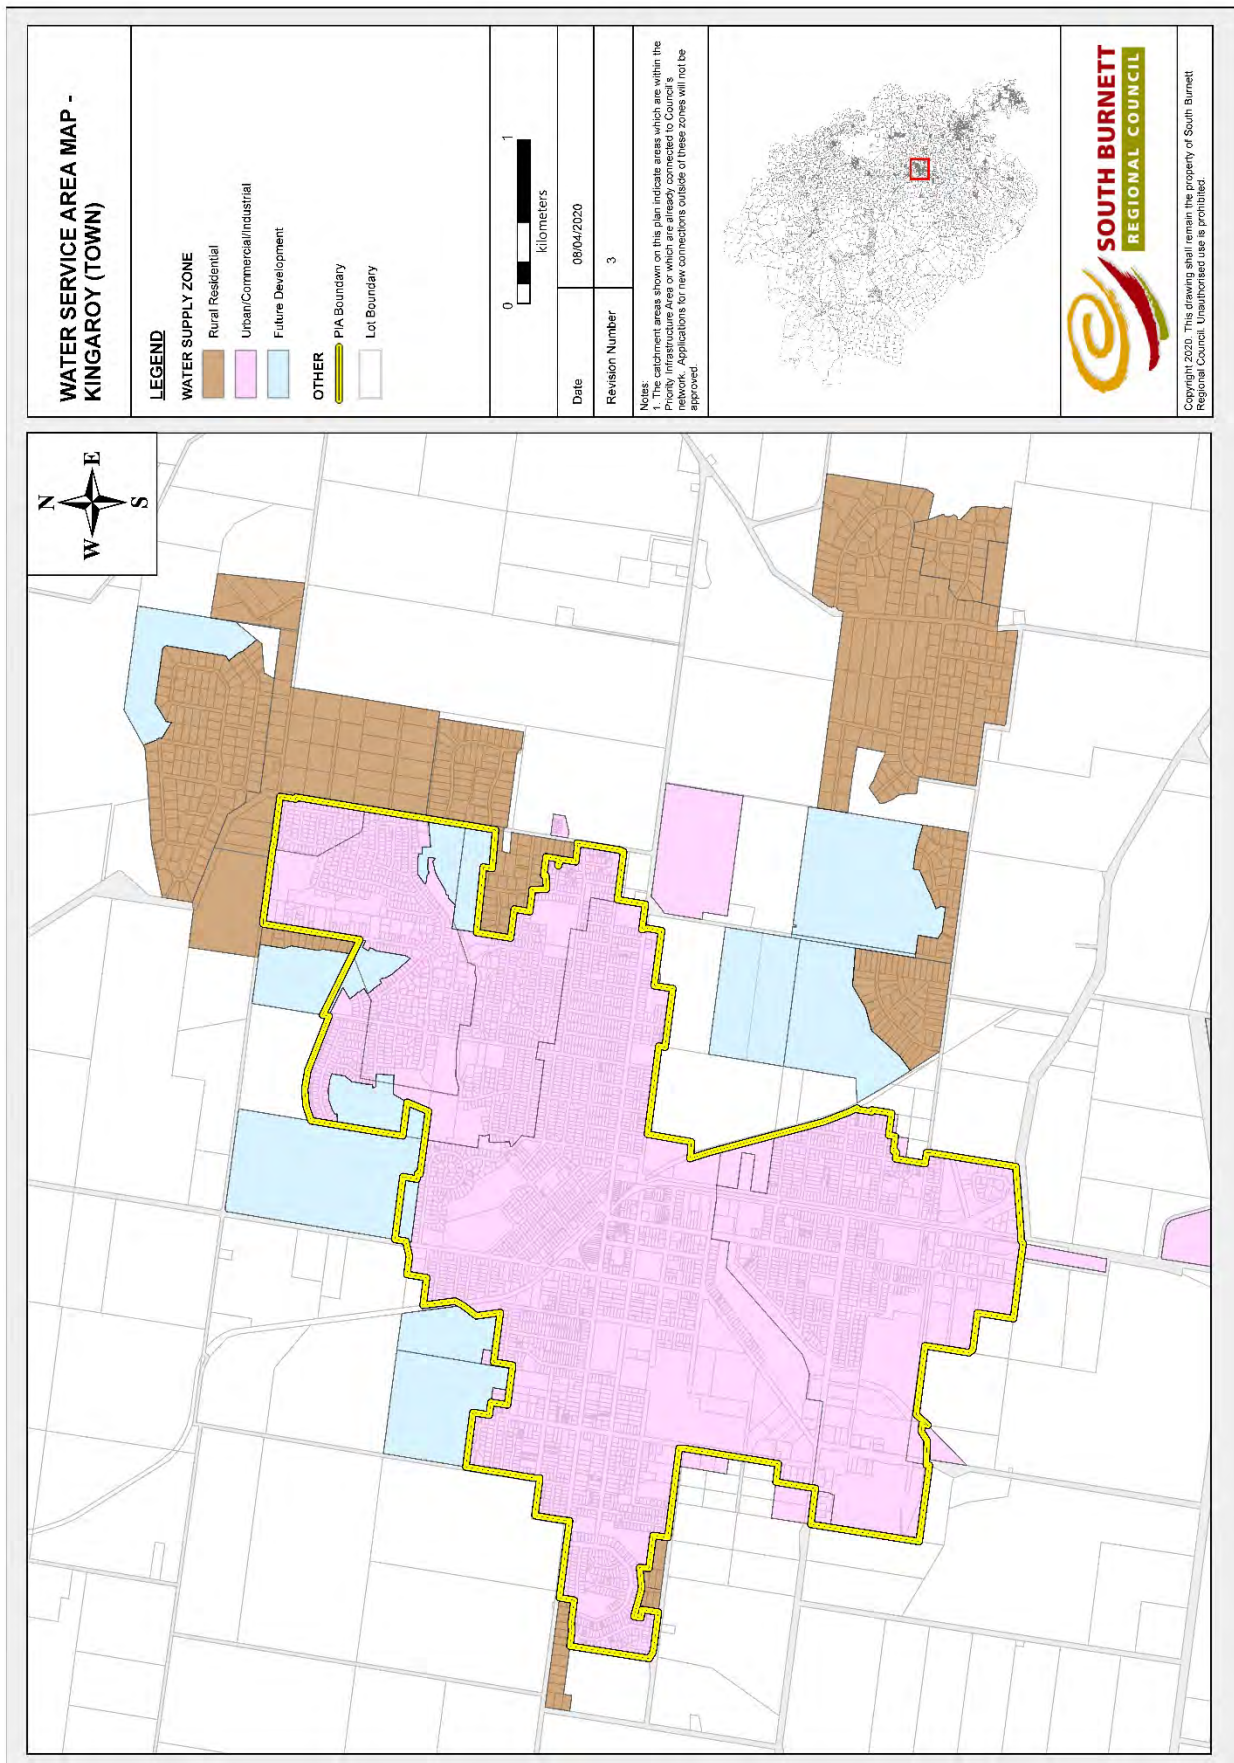 WATER SERVICE AREA MAP -
KINGAROY (TOWN)
LEGEND
WATER SUPPLY ZONE
Rural Residential
Urban/Commercial/Industrial
Future Development
OTHER
PIA Boundary
Lot Boundary
0 1
kilometers
Date 08/04/2020
Revision Number 3
Notes:
1. The catchment areas shown on this plan indicate areas which are within the
Priority Infrastructure Area or which are already connected to Council's
network. Applications for new connections outside of these zones will not be
approved.
SOUTH BURNETT
REGIONAL COUNCIL
Copyright 2020. This drawing shall remain the property of South Burnett
Regional Council. Unauthorised use is prohibited.
N
W E
S